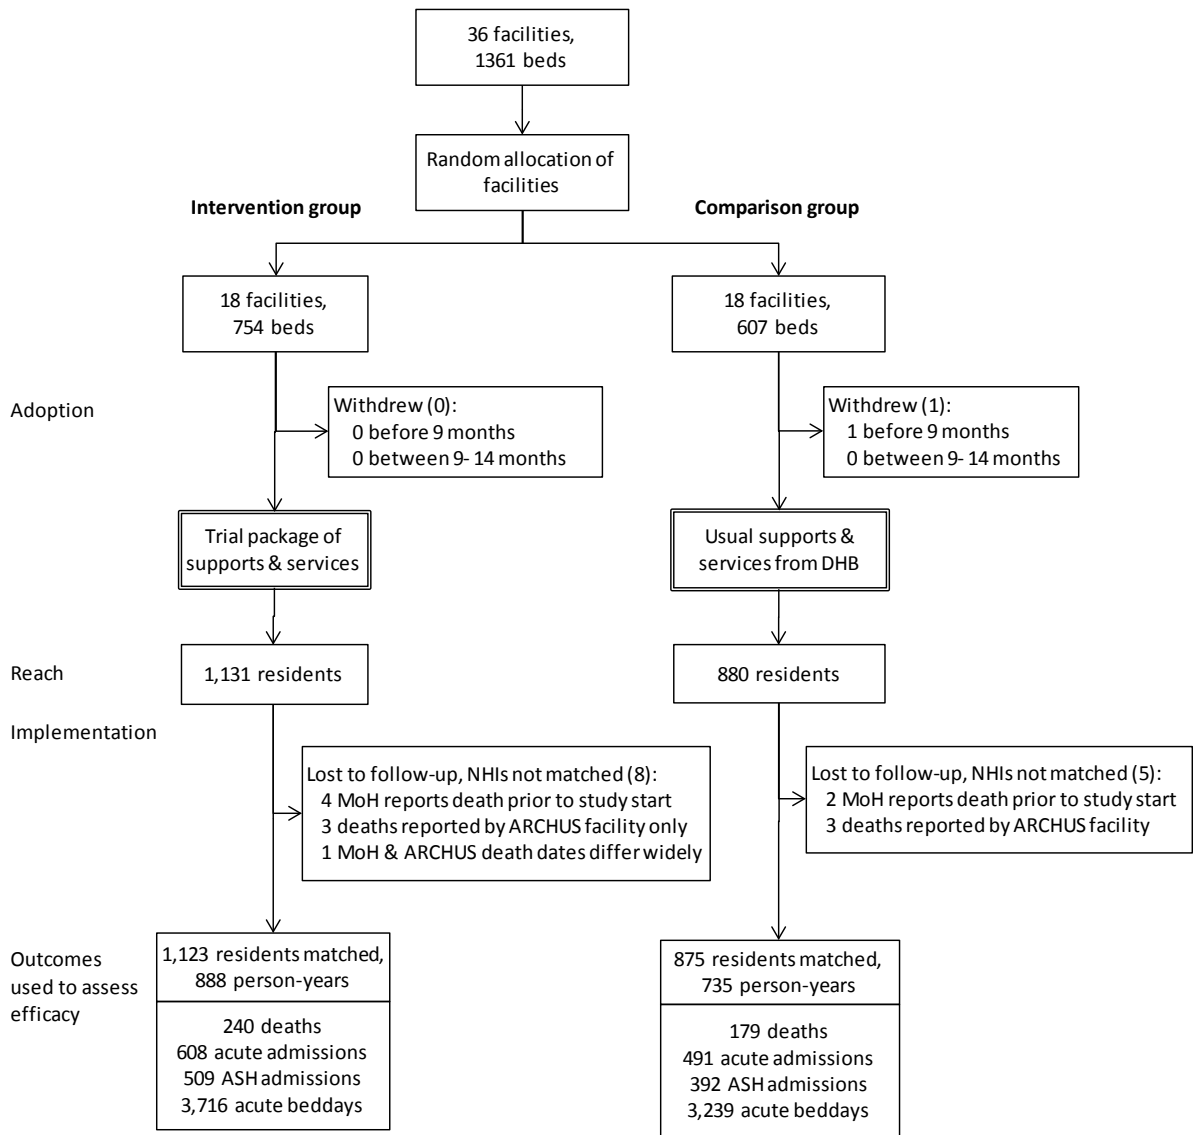 36 facilities,
1361 beds
Random allocation of
facilities
Intervention group
Comparison group
18 facilities,
754 beds
18 facilities,
607 beds
Adoption
Withdrew (0):
0 before 9 months
0 between 9- 14 months
Withdrew (1):
1 before 9 months
0 between 9- 14 months
Trial package of
supports & services
Usual supports &
services from DHB
Reach
1,131 residents
880 residents
Implementation
Lost to follow-up, NHIs not matched (8):
4 MoH reports death prior to study start
3 deaths reported by ARCHUS facility only
1 MoH & ARCHUS death dates differ widely
Lost to follow-up, NHIs not matched (5):
2 MoH reports death prior to study start
3 deaths reported by ARCHUS facility
Outcomes
used to assess
efficacy
1,123 residents matched,
888 person-years
240 deaths
608 acute admissions
509 ASH admissions
3,716 acute beddays
875 residents matched,
735 person-years
179 deaths
491 acute admissions
392 ASH admissions
3,239 acute beddays